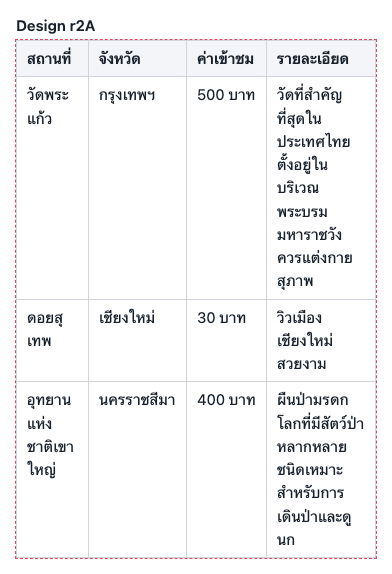 Design r2A
สถานที่ จังหวัด ค่าเข้าชม รายละเอียด
วัดพระ กรุงเทพฯ 500 บาท วัดที่สำคัญ
แก้ว ที่สุดใน
ประเทศไทย
ตั้งอยู่ใน
บริเวณ
พระบรม
มหาราชวัง
ควรแต่งกาย
สุภาพ
ดอยสุ เชียงใหม่ 30 บาท วิวเมือง
เทพ เชียงใหม่
สวยงาม
อุทยาน นครราชสีมา 400 บาท ผืนป่ามรดก
แห่ง โลกที่มีสัตว์ป่า
ชาติเขา หลากหลาย
ใหญ่ ชนิดเหมาะ
สำหรับการ
เดินป่าและดู
นก